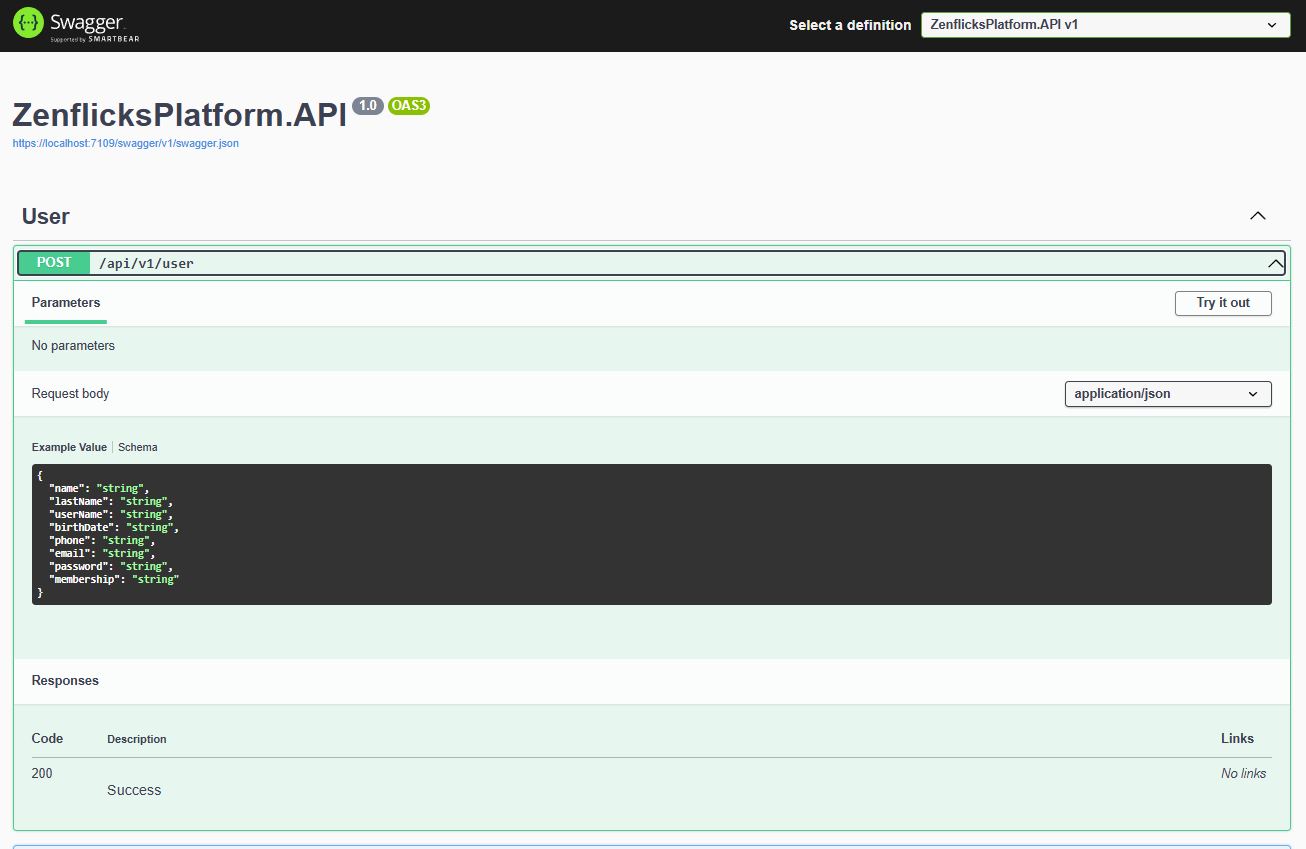 Swagger
Supported by SMARTBEAR
Select a definition
ZenflicksPlatform.API v1
ZenflicksPlatform.API 1.0 OAS3
https://localhost:7109/swagger/v1/swagger.json
User
POST /api/v1/user
Parameters
Try it out
No parameters
Request body
application/json
Example Value | Schema
{
  "name": "string",
  "lastName": "string",
  "userName": "string",
  "birthDate": "string",
  "phone": "string",
  "email": "string",
  "password": "string",
  "membership": "string"
}
Responses
Code Description Links
200 No links
Success